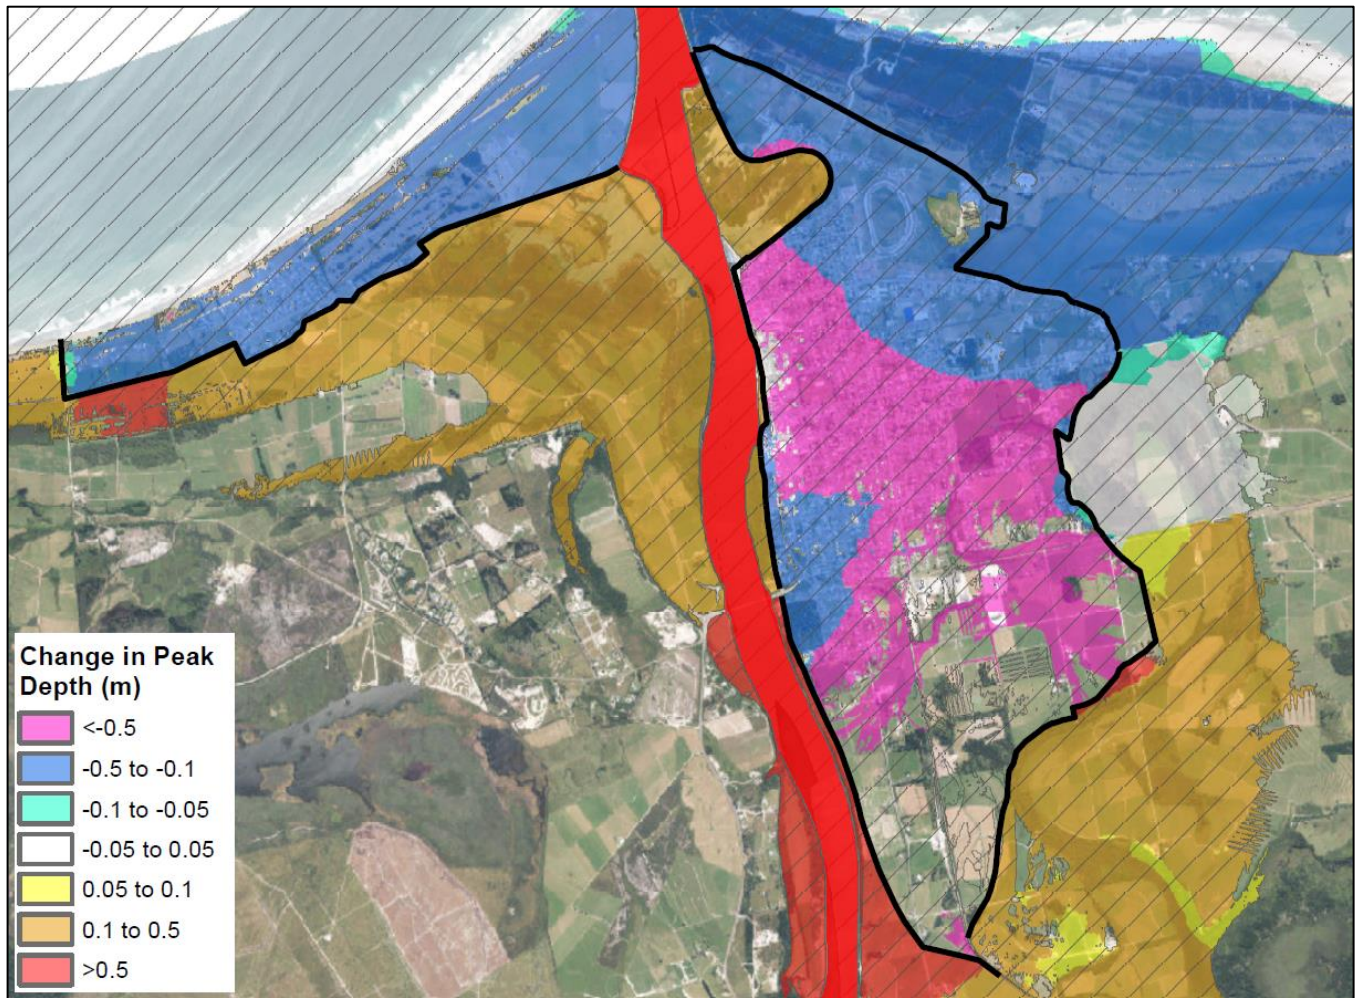 Change in Peak
Depth (m)
<-0.5
-0.5 to -0.1
-0.1 to -0.05
-0.05 to 0.05
0.05 to 0.1
0.1 to 0.5
>0.5